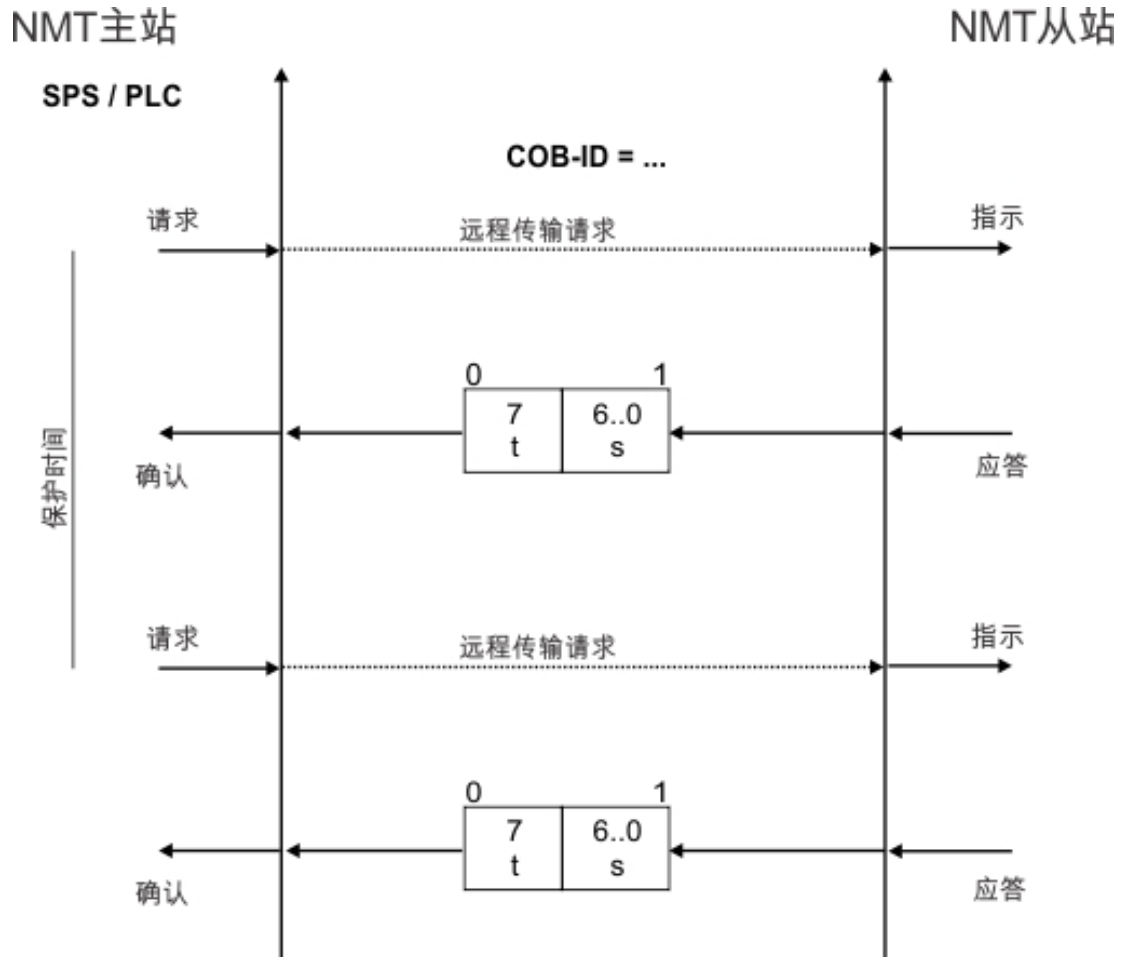 NMT主站
NMT从站
SPS / PLC
COB-ID = ...
请求
远程传输请求
指示
0 1
7 6..0
t s
确认
应答
保护时间
请求
远程传输请求
指示
0 1
7 6..0
t s
确认
应答